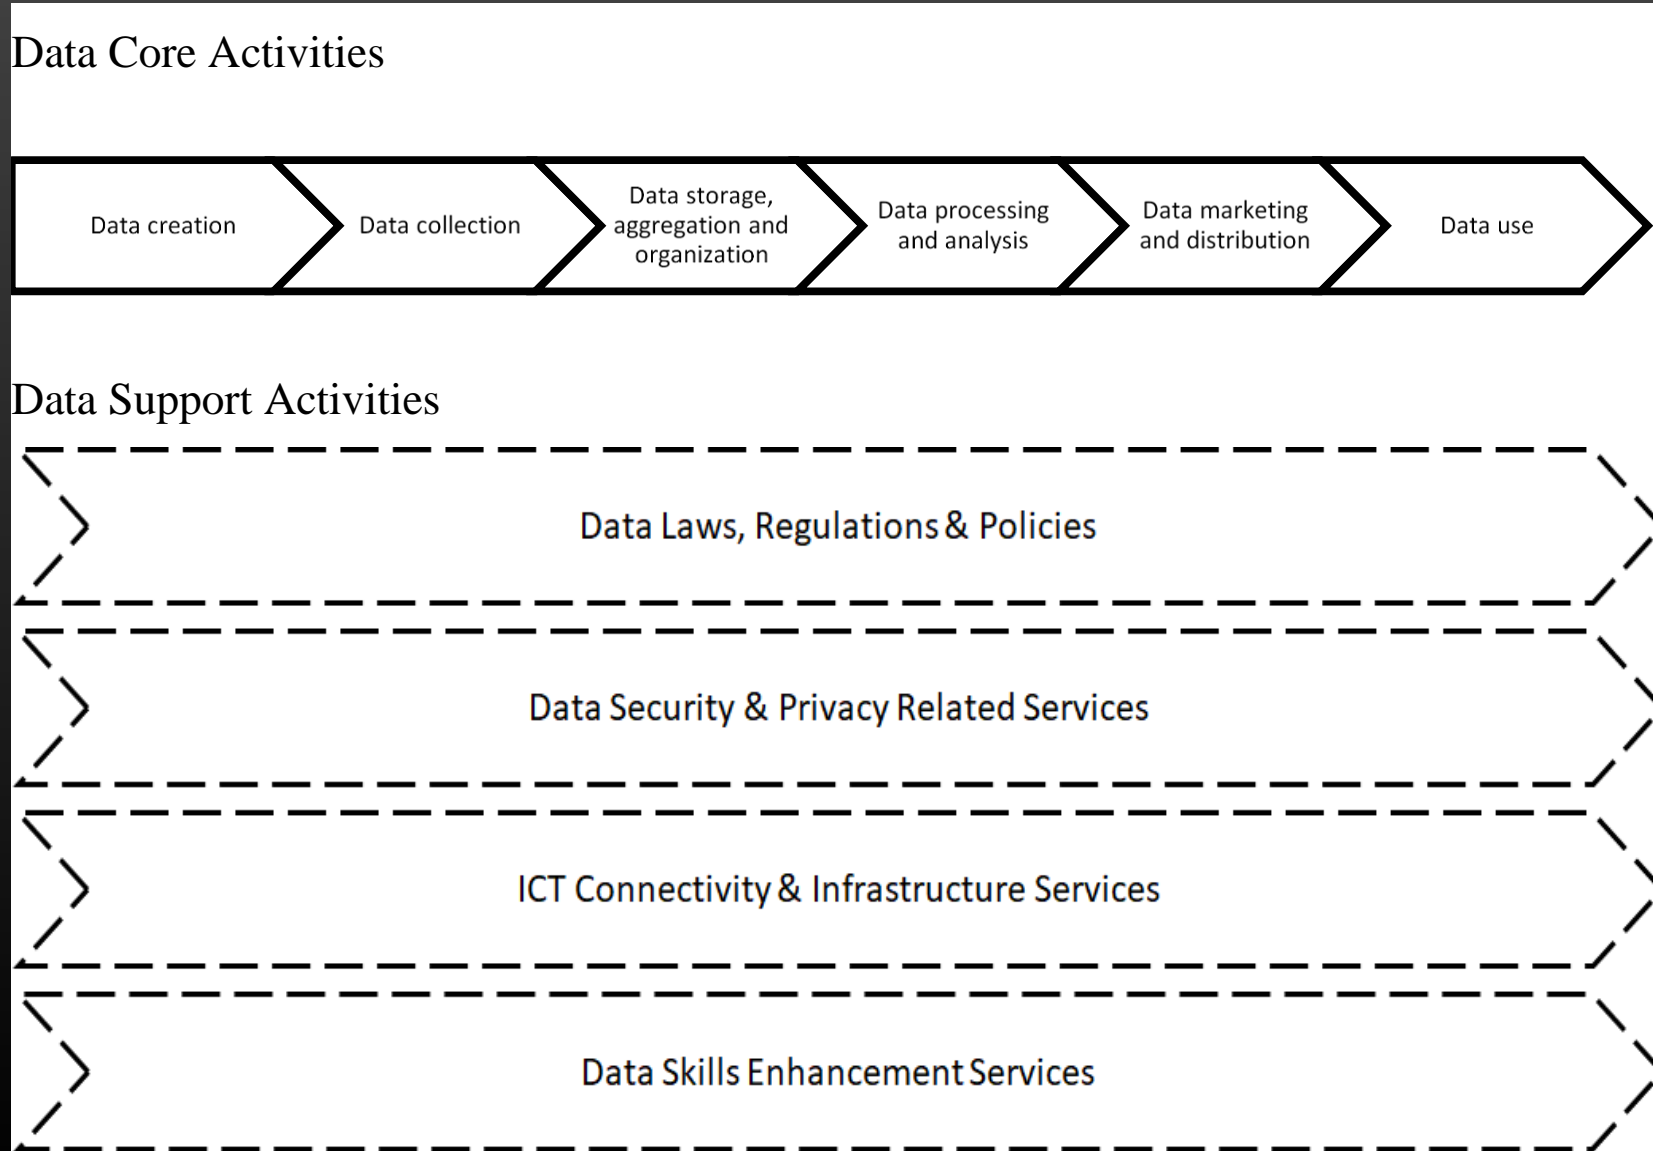 Data Core Activities
Data creation
Data collection
Data storage,
aggregation and
organization
Data processing
and analysis
Data marketing
and distribution
Data use
Data Support Activities
Data Laws, Regulations & Policies
Data Security & Privacy Related Services
ICT Connectivity & Infrastructure Services
Data Skills Enhancement Services